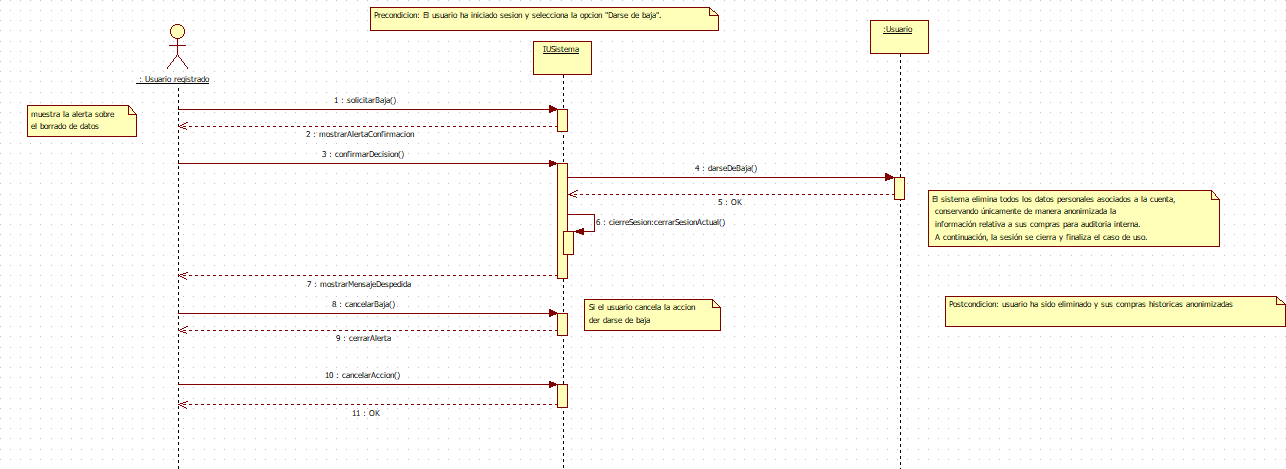 Precondicion: El usuario ha iniciado sesion y selecciona la opcion "Darse de baja".
:Usuario
IUSistema
: Usuario registrado
1 : solicitarBaja()
muestra la alerta sobre
el borrado de datos
2 : mostrarAlertaConfirmacion
3 : confirmarDecision()
4 : darseDeBaja()
5 : OK
El sistema elimina todos los datos personales asociados a la cuenta,
conservando únicamente de manera anonimizada la
información relativa a sus compras para auditoria interna.
A continuación, la sesión se cierra y finaliza el caso de uso.
6 : cierreSesion:cerrarSesionActual()
7 : mostrarMensajeDespedida
8 : cancelarBaja()
Si el usuario cancela la accion
der darse de baja
Postcondicion: usuario ha sido eliminado y sus compras historicas anonimizadas
9 : cerrarAlerta
10 : cancelarAccion()
11 : OK